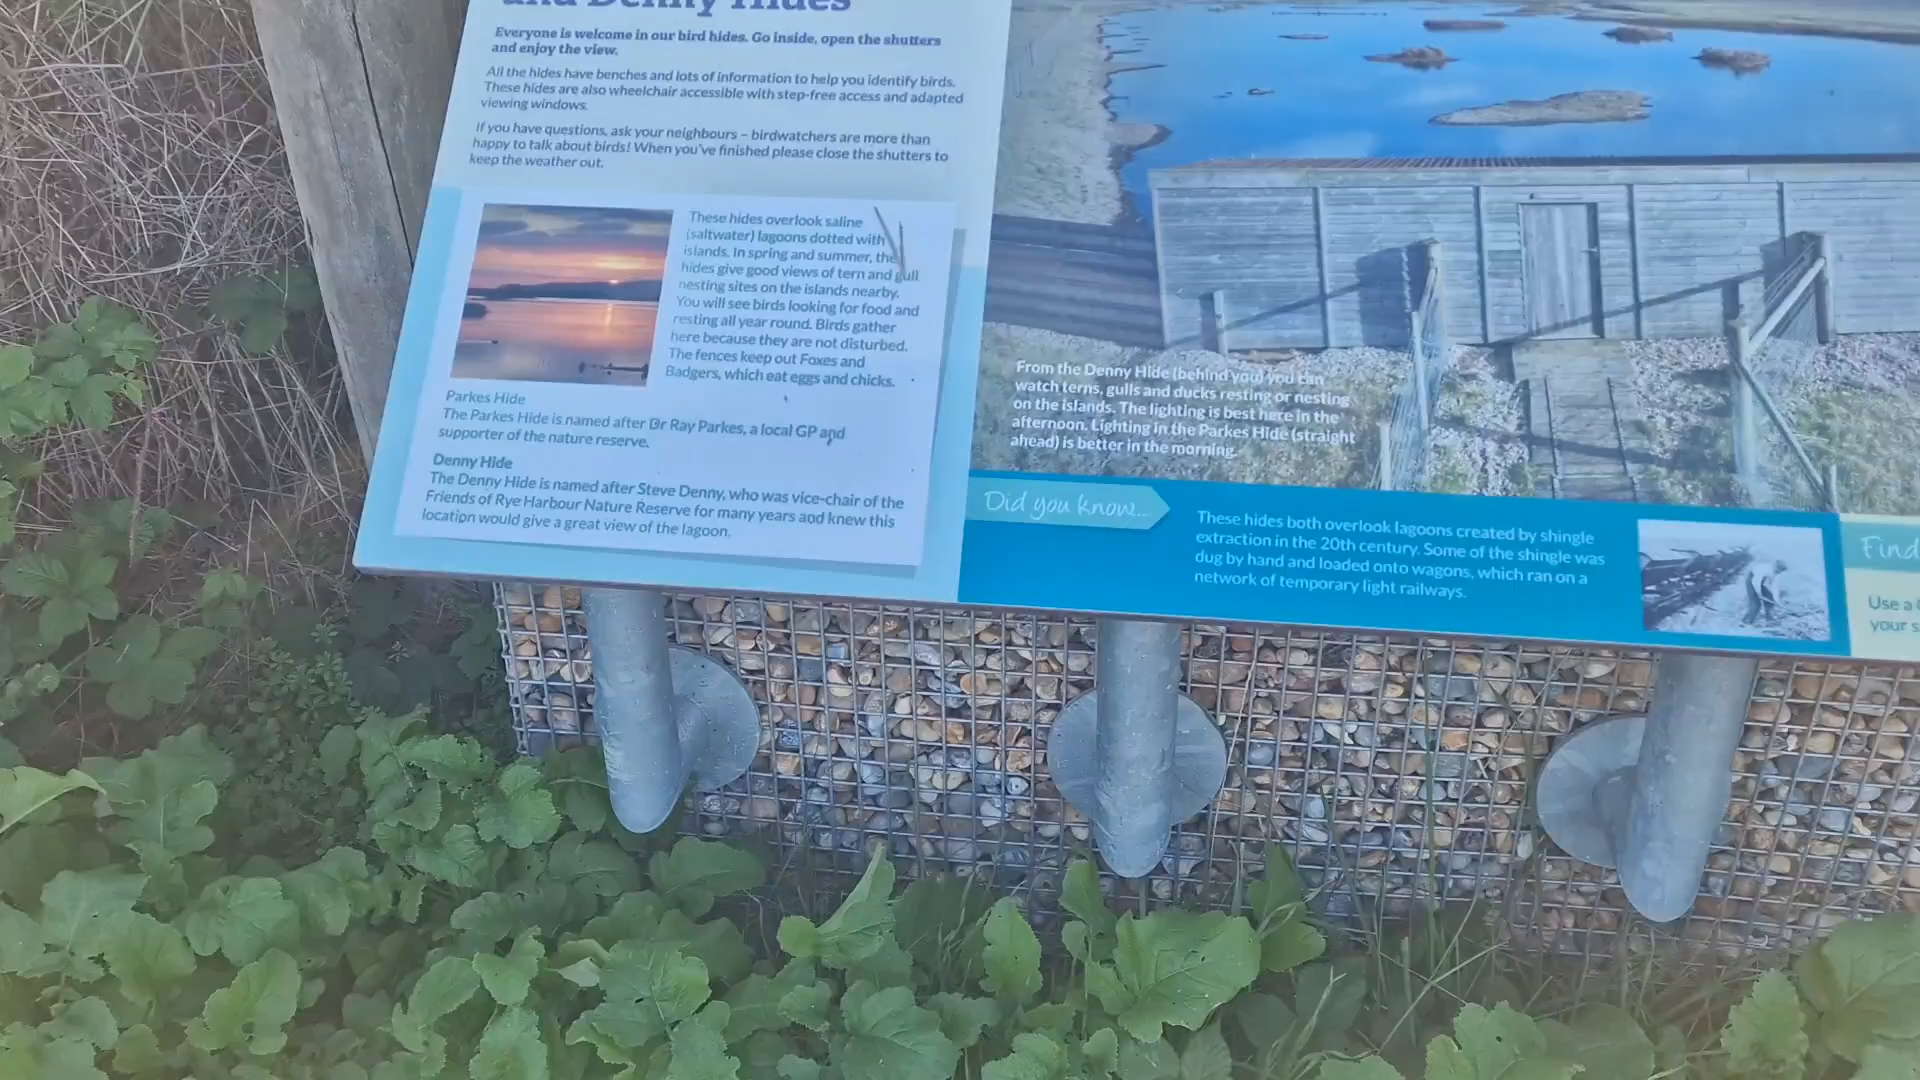 and Denny Hides
Everyone is welcome in our bird hides. Go inside, open the shutters
and enjoy the view.
All the hides have benches and lots of information to help you identify birds.
These hides are also wheelchair accessible with step-free access and adapted
viewing windows.
If you have questions, ask your neighbours – birdwatchers are more than
happy to talk about birds! When you've finished please close the shutters to
keep the weather out.
These hides overlook saline
(saltwater) lagoons dotted with
islands. In spring and summer, the
hides give good views of tern and gull
nesting sites on the islands nearby.
You will see birds looking for food and
resting all year round. Birds gather
here because they are not disturbed.
The fences keep out Foxes and
Badgers, which eat eggs and chicks.
Parkes Hide
The Parkes Hide is named after Dr Ray Parkes, a local GP and
supporter of the nature reserve.
Denny Hide
The Denny Hide is named after Steve Denny, who was vice-chair of the
Friends of Rye Harbour Nature Reserve for many years and knew this
location would give a great view of the lagoon.
From the Denny Hide (behind you) you can
watch terns, gulls and ducks resting or nesting
on the islands. The lighting is best here in the
afternoon. Lighting in the Parkes Hide (straight
ahead) is better in the morning.
Did you know...
These hides both overlook lagoons created by shingle
extraction in the 20th century. Some of the shingle was
dug by hand and loaded onto wagons, which ran on a
network of temporary light railways.
Find
Use a
your s